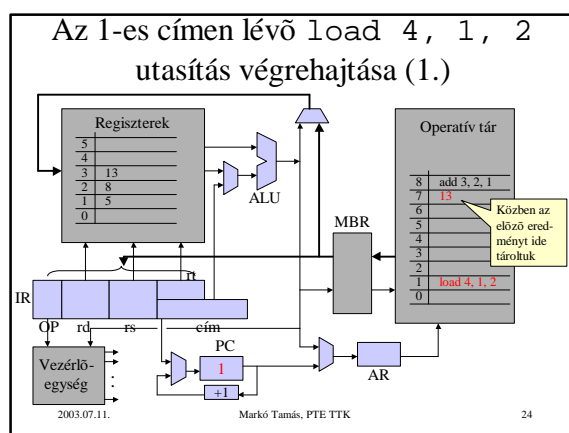 Az 1-es címen lévõ load 4, 1, 2
utasítás végrehajtása (1.)
Regiszterek
5
4
3 13
2 8
1 5
0
ALU
MBR
Operatív tár
8 add 3, 2, 1
7 13
6
5
4
3
2
1 load 4, 1, 2
0
Közben az
elõzõ ered-
ményt ide
tároltuk
rt
IR
OP rd rs cím
Vezérlõ-
egység
PC
1
+1
AR
2003.07.11.
Markó Tamás, PTE TTK
24